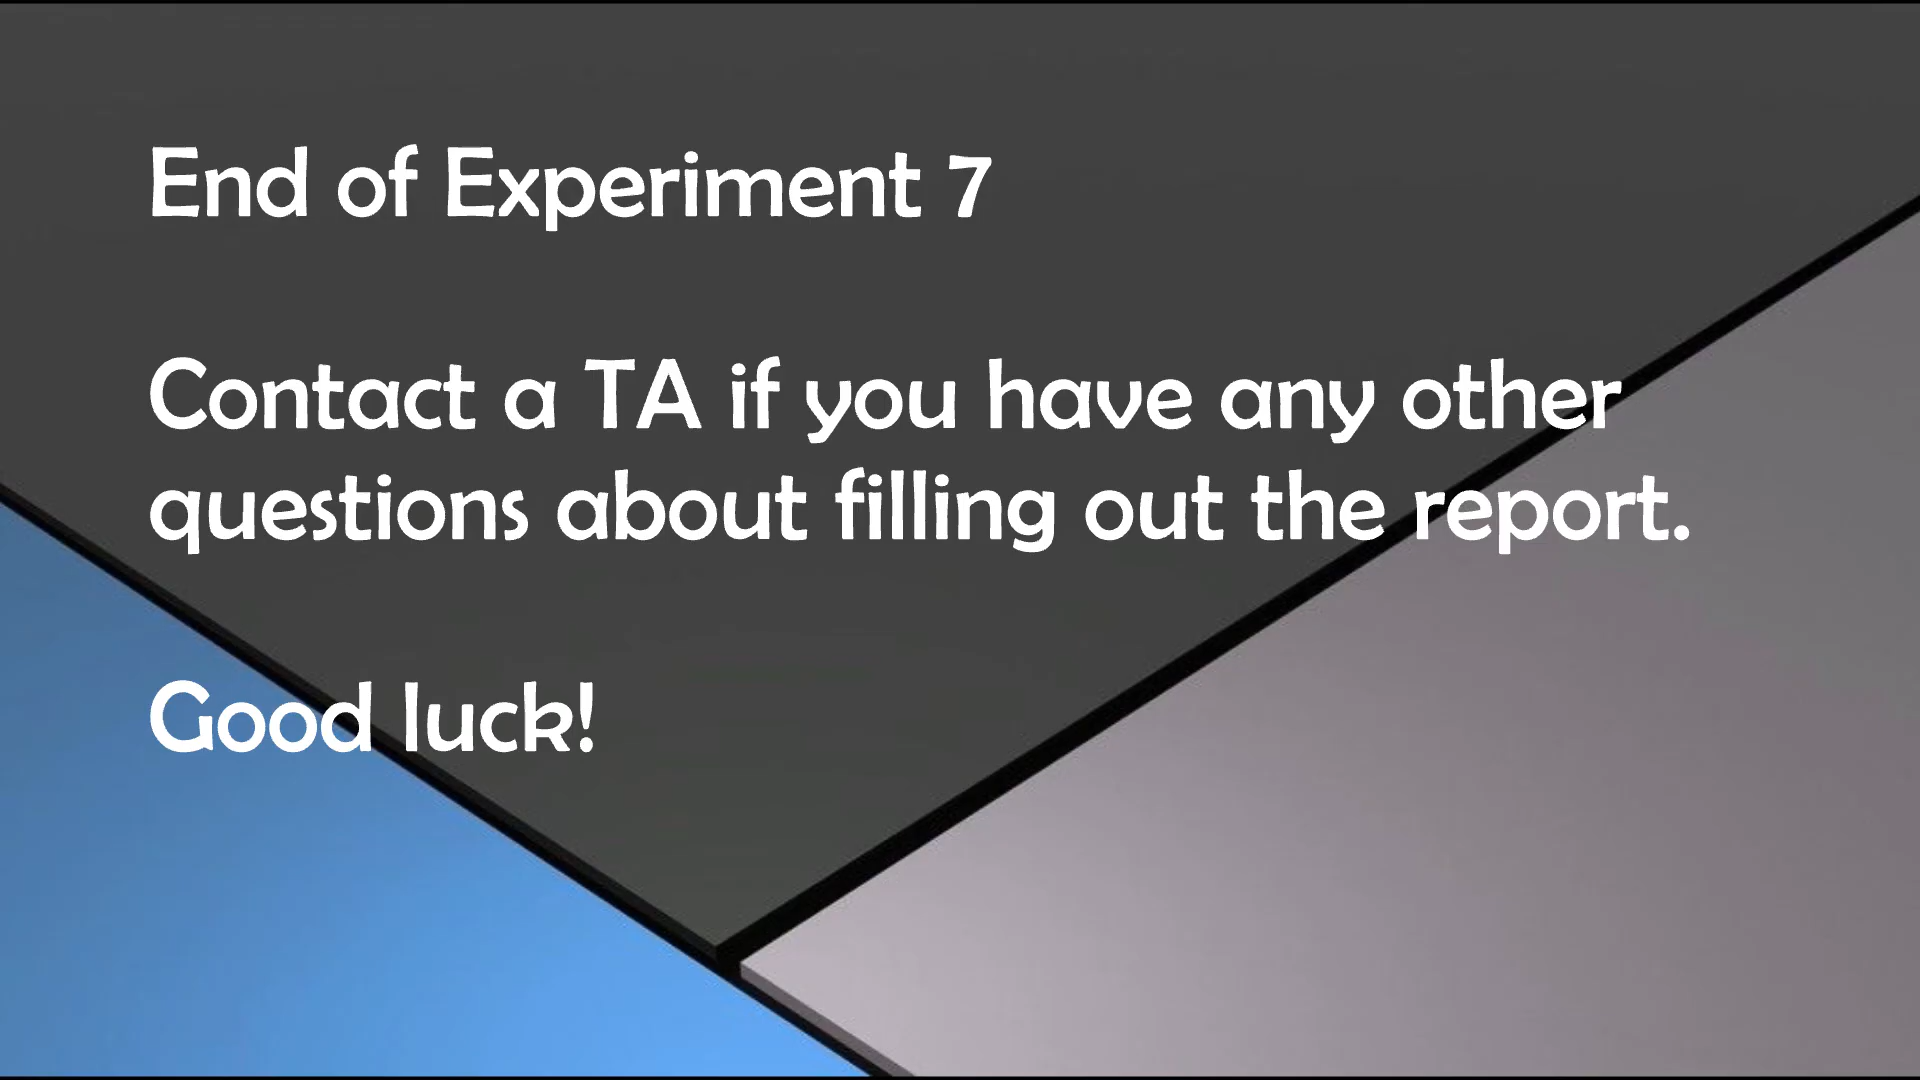 End of Experiment 7
Contact a TA if you have any other
questions about filling out the report.
Good luck!